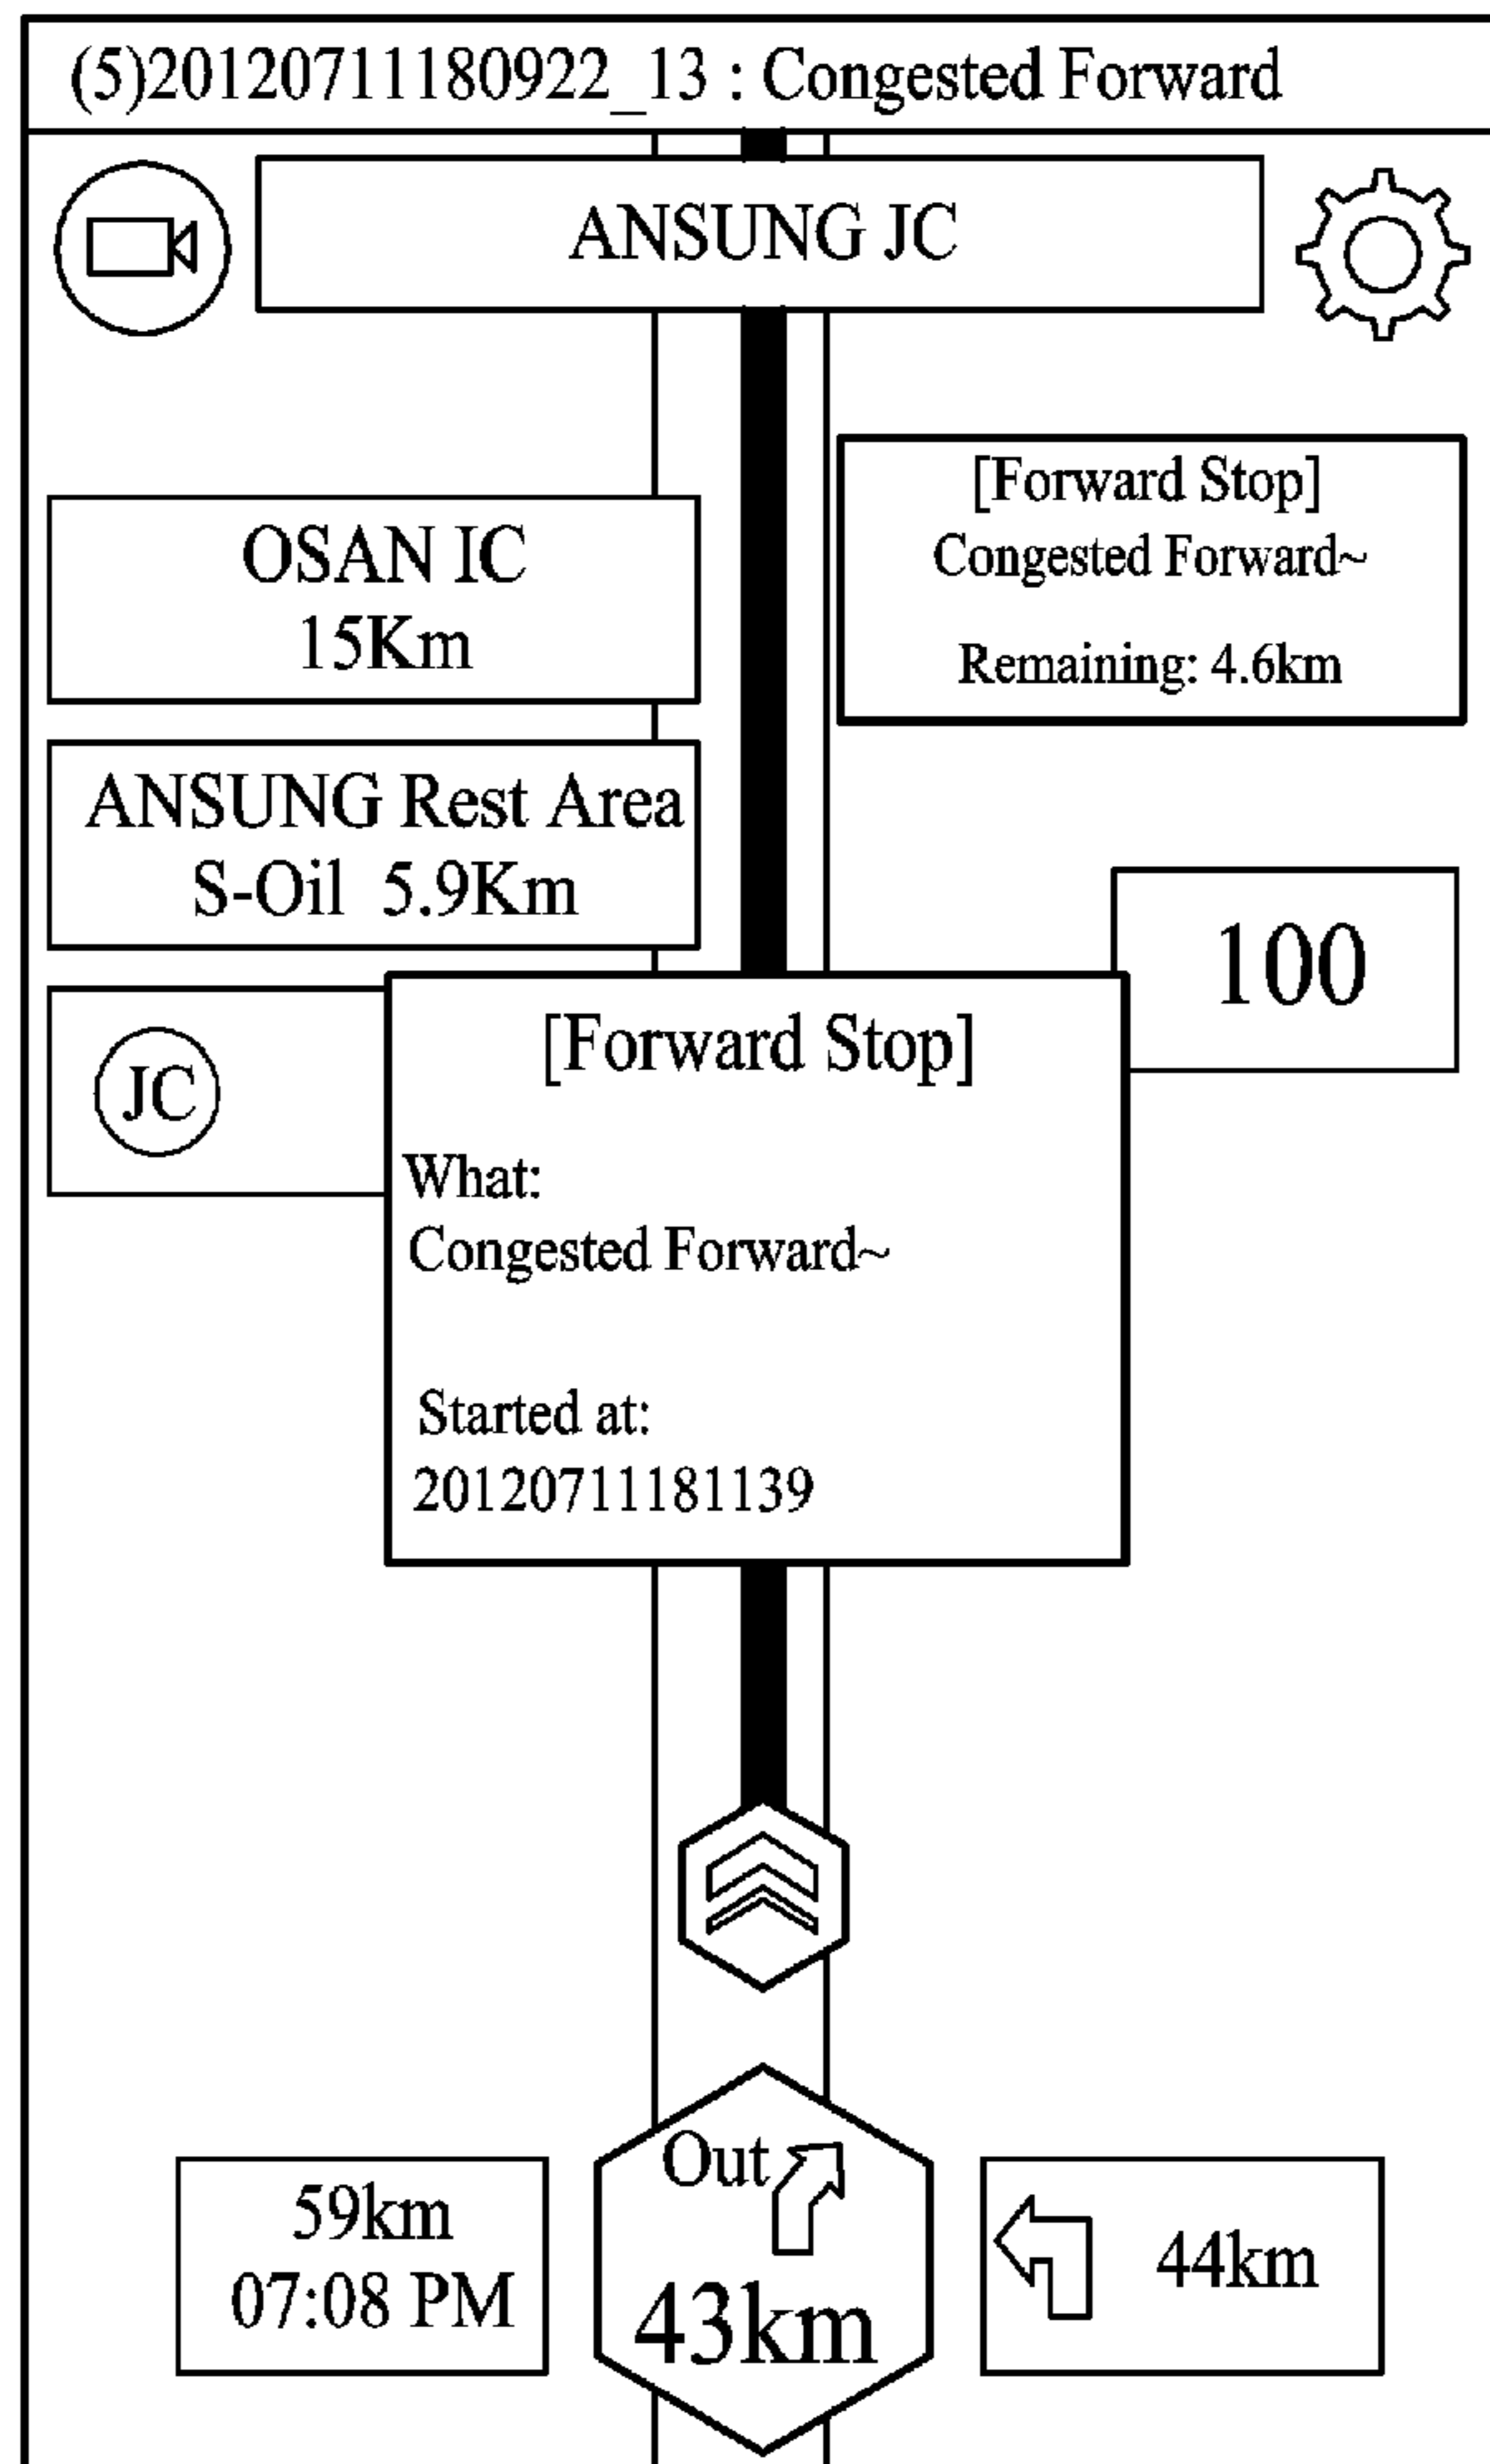 (5)20120711180922_13 : Congested Forward
ANSUNG JC
[Forward Stop]
Congested Forward~
Remaining: 4.6km
OSAN IC
15Km
ANSUNG Rest Area
S-Oil 5.9Km
100
JC
[Forward Stop]
What:
Congested Forward~
Started at:
20120711181139
Out
43km
59km
07:08 PM
44km